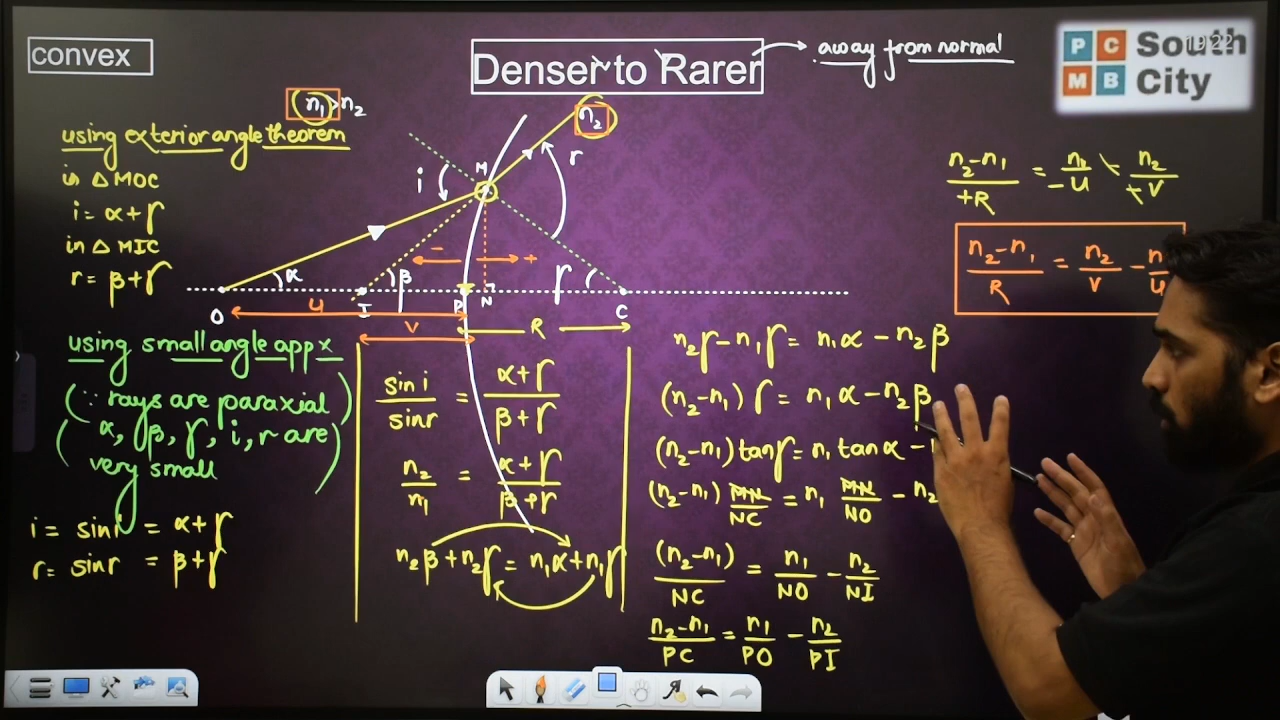 convex
Denser to Rarer
away from normal
P C
M B
South
City
19:22
n₁>n₂
using exterior angle theorem
in △MOC
i = α+γ
in △MIC
r = β+γ
using small angle appx
(∵ rays are paraxial)
(α, β, γ, i, r are)
very small
i = sin i = α+γ
r = sin r = β+γ
n₂
M
i
r
α
β
γ
- +
O
I
P
N
C
u
v
R
sin i / sin r = α+γ / β+γ
n₂/n₁ = α+γ / β+γ
n₂β+n₂γ = n₁α+n₁γ
n₂-n₁ / +R = n₁ / -u - n₂ / -v
n₂-n₁ / R = n₂/v - n / u
n₂γ-n₁γ = n₁α - n₂β
(n₂-n₁) γ = n₁α - n₂β
(n₂-n₁) tanγ = n₁ tanα -
(n₂-n₁) MN/NC = n₁ MN/NO - n₂
(n₂-n₁) / NC = n₁/NO - n₂/NI
n₂-n₁ / PC = n₁/PO - n₂/PI